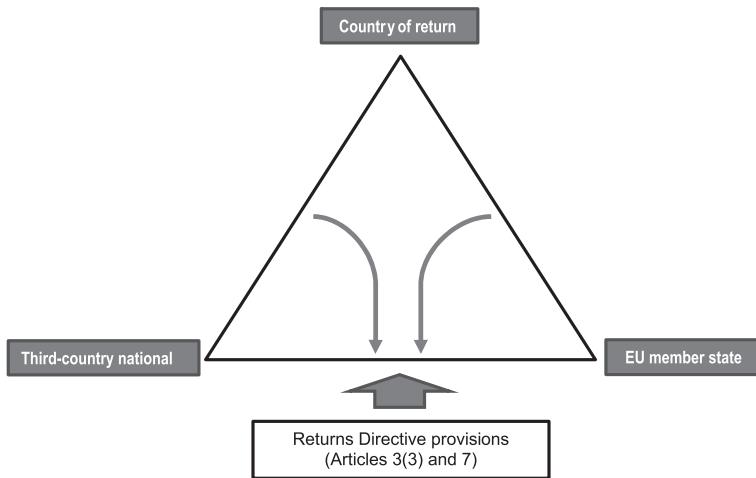 Country of return
Third-country national
EU member state
Returns Directive provisions
(Articles 3(3) and 7)